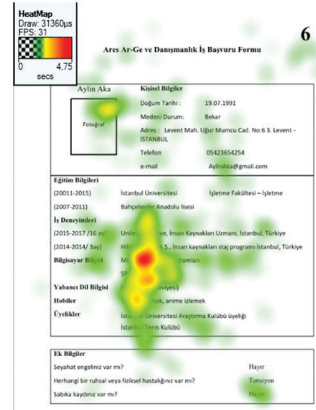 HeatMap
Draw: 31360µs
FPS: 31
0 4,75
secs
6
Ares Ar-Ge ve Danışmanlık İş Başvuru Formu
Aylin Aka
Fotoğraf
Kişisel Bilgiler
Doğum Tarihi : 19.07.1991
Medeni Durum: Bekar
Adres : Levent Mah. Uğur Mumcu Cad. No:6 3. Levent -
İSTANBUL
Telefon 05423654254
e-mail AylinAka@gmail.com
Eğitim Bilgileri
(20011-2015) İstanbul Üniversitesi İşletme Fakültesi – İşletme
(2007-2011) Bahçelievler Anadolu lisesi
İş Deneyimleri
(2015-2017 /16 ay) İnsan Kaynakları Uzmanı, İstanbul, Türkiye
(2014-2014/ 3ay) İnsan kaynakları staj programı İstanbul, Türkiye
Bilgisayar Bilgisi
Yabancı Dil Bilgisi
Hobiler anime izlemek
Üyelikler İstanbul Üniversitesi Araştırma Kulübü üyeliği
İstanbul Tenis Kulübü
Ek Bilgiler
Seyahat engeliniz var mı? Hayır
Herhangi bir ruhsal veya fiziksel hastalığınız var mı? Tansiyon
Sabıka kaydınız var mı? Hayır